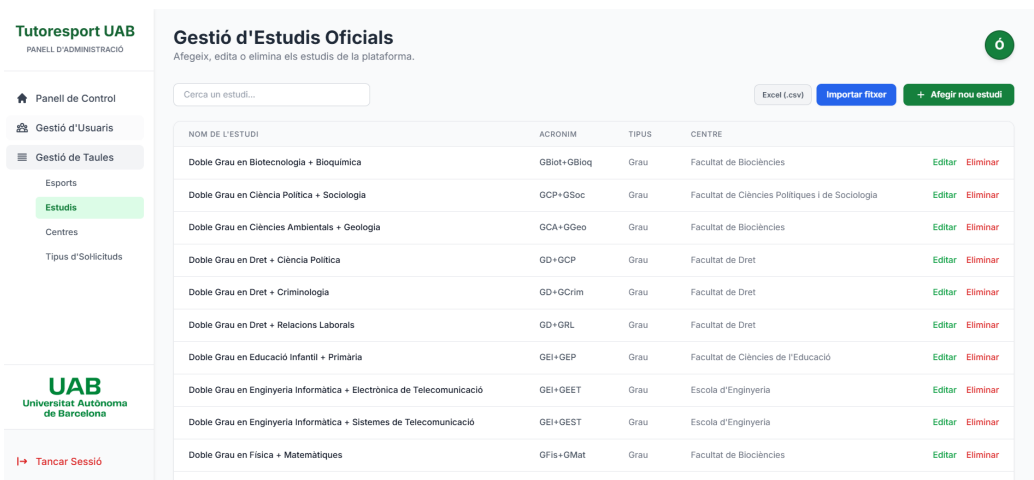 Tutoresport UAB
PANELL D'ADMINISTRACIÓ
Panell de Control
Gestió d'Usuaris
Gestió de Taules
Esports
Estudis
Centres
Tipus d'Sol·licituds
UAB
Universitat Autònoma
de Barcelona
Tancar Sessió
Gestió d'Estudis Oficials
Afegeix, edita o elimina els estudis de la plataforma.
Ó
Cerca un estudi...
Excel (.csv) Importar fitxer + Afegir nou estudi
NOM DE L'ESTUDI ACRONIM TIPUS CENTRE
Doble Grau en Biotecnologia + Bioquímica GBiot+GBioq Grau Facultat de Biociències Editar Eliminar
Doble Grau en Ciència Política + Sociologia GCP+GSoc Grau Facultat de Ciències Polítiques i de Sociologia Editar Eliminar
Doble Grau en Ciències Ambientals + Geologia GCA+GGeo Grau Facultat de Biociències Editar Eliminar
Doble Grau en Dret + Ciència Política GD+GCP Grau Facultat de Dret Editar Eliminar
Doble Grau en Dret + Criminologia GD+GCrim Grau Facultat de Dret Editar Eliminar
Doble Grau en Dret + Relacions Laborals GD+GRL Grau Facultat de Dret Editar Eliminar
Doble Grau en Educació Infantil + Primària GEI+GEP Grau Facultat de Ciències de l'Educació Editar Eliminar
Doble Grau en Enginyeria Informàtica + Electrònica de Telecomunicació GEI+GEET Grau Escola d'Enginyeria Editar Eliminar
Doble Grau en Enginyeria Informàtica + Sistemes de Telecomunicació GEI+GEST Grau Escola d'Enginyeria Editar Eliminar
Doble Grau en Física + Matemàtiques GFis+GMat Grau Facultat de Biociències Editar Eliminar